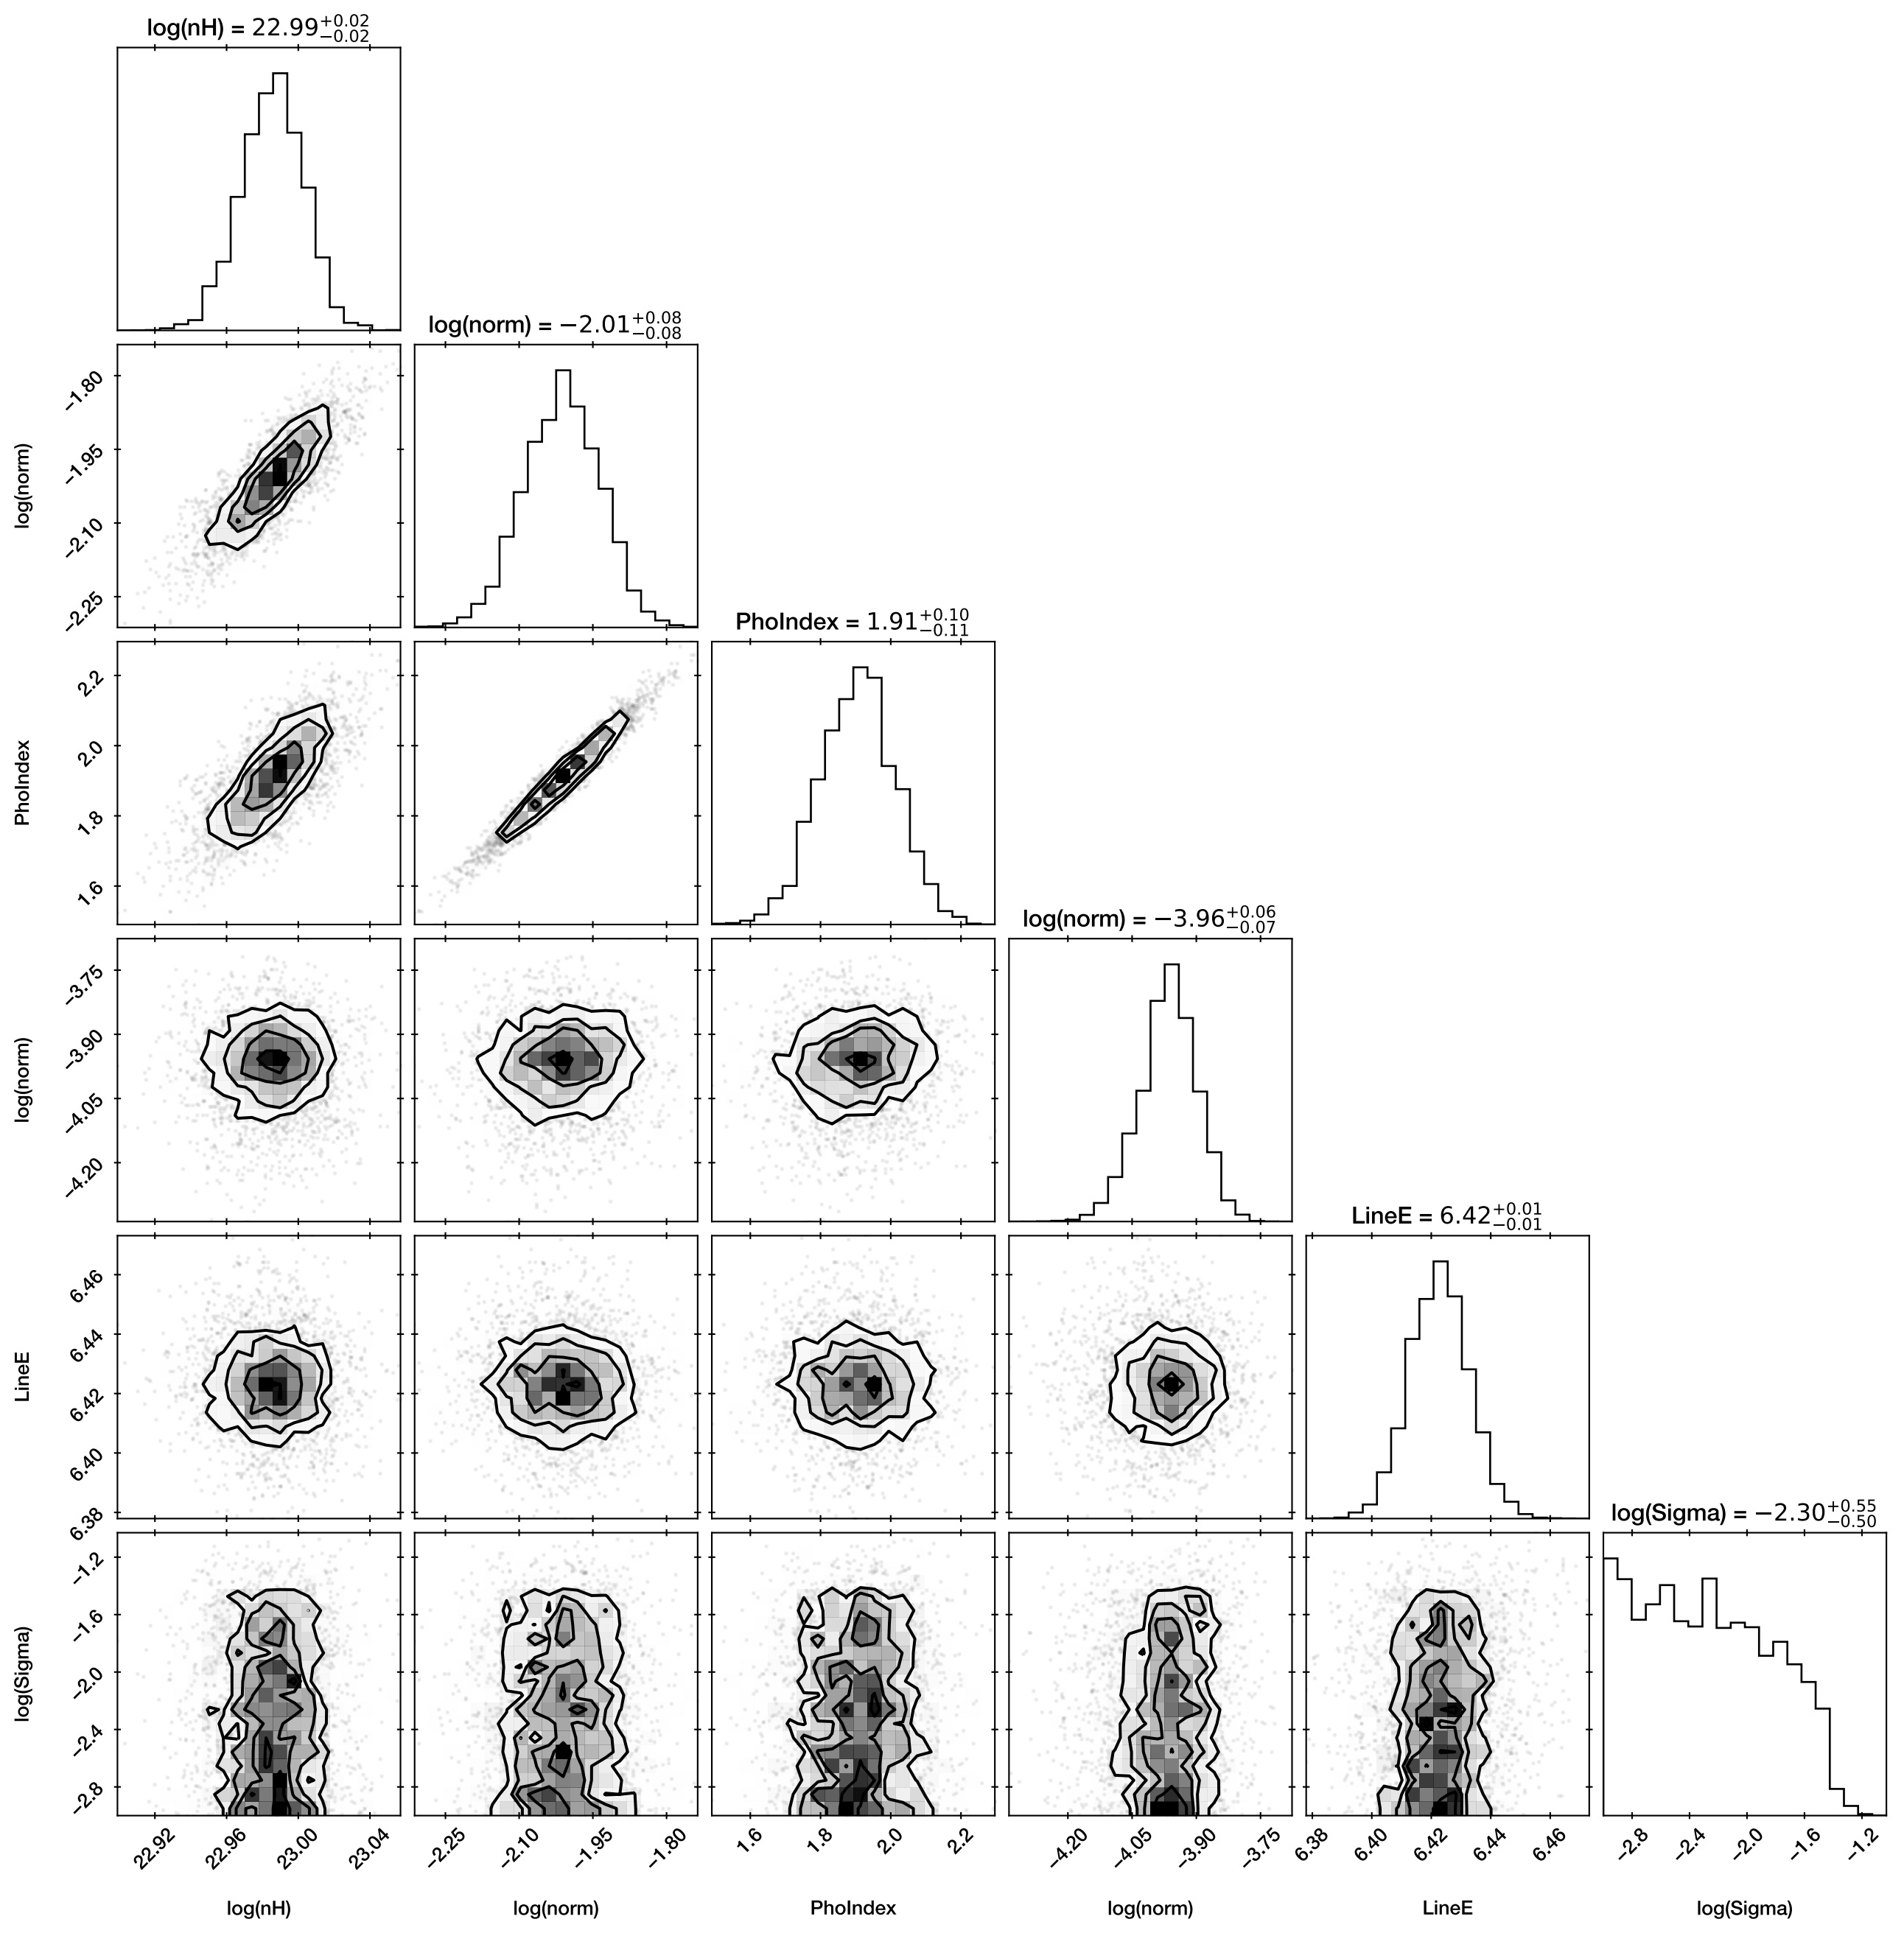 log(nH) = 22.99+0.02 −0.02
log(norm) = −2.01+0.08 −0.08
−1.80
−1.95
−2.10
−2.25
log(norm)
PhoIndex = 1.91+0.10 −0.11
2.2
2.0
1.8
1.6
PhoIndex
log(norm) = −3.96+0.06 −0.07
−3.75
−3.90
−4.05
−4.20
log(norm)
LineE = 6.42+0.01 −0.01
6.46
6.44
6.42
6.40
6.38
LineE
log(Sigma) = −2.30+0.55 −0.50
−1.2
−1.6
−2.0
−2.4
−2.8
log(Sigma)
22.92 22.96 23.00 23.04 −2.25 −2.10 −1.95 −1.80 1.6 1.8 2.0 2.2 −4.20 −4.05 −3.90 −3.75 6.38 6.40 6.42 6.44 6.46 −2.8 −2.4 −2.0 −1.6 −1.2
log(nH) log(norm) PhoIndex log(norm) LineE log(Sigma)